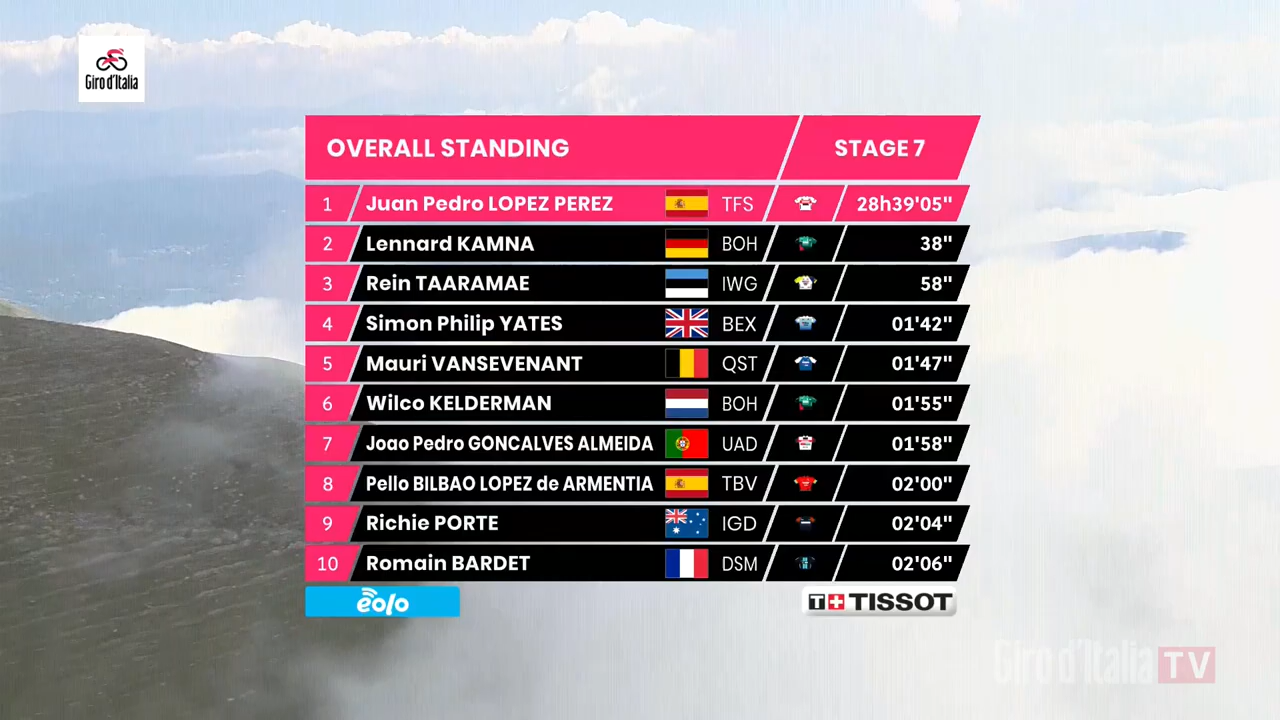 Giro d'Italia
OVERALL STANDING STAGE 7
1 Juan Pedro LOPEZ PEREZ TFS 28h39'05"
2 Lennard KAMNA BOH 38"
3 Rein TAARAMAE IWG 58"
4 Simon Philip YATES BEX 01'42"
5 Mauri VANSEVENANT QST 01'47"
6 Wilco KELDERMAN BOH 01'55"
7 Joao Pedro GONCALVES ALMEIDA UAD 01'58"
8 Pello BILBAO LOPEZ de ARMENTIA TBV 02'00"
9 Richie PORTE IGD 02'04"
10 Romain BARDET DSM 02'06"
eolo T+ TISSOT
Giro d'Italia TV